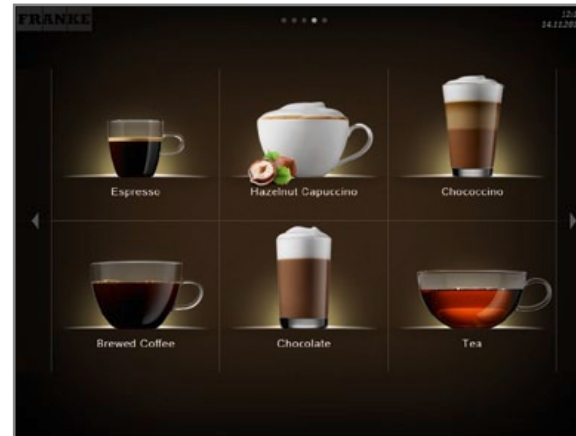 FRANKE
Espresso
Hazelnut Capuccino
Chococcino
Brewed Coffee
Chocolate
Tea